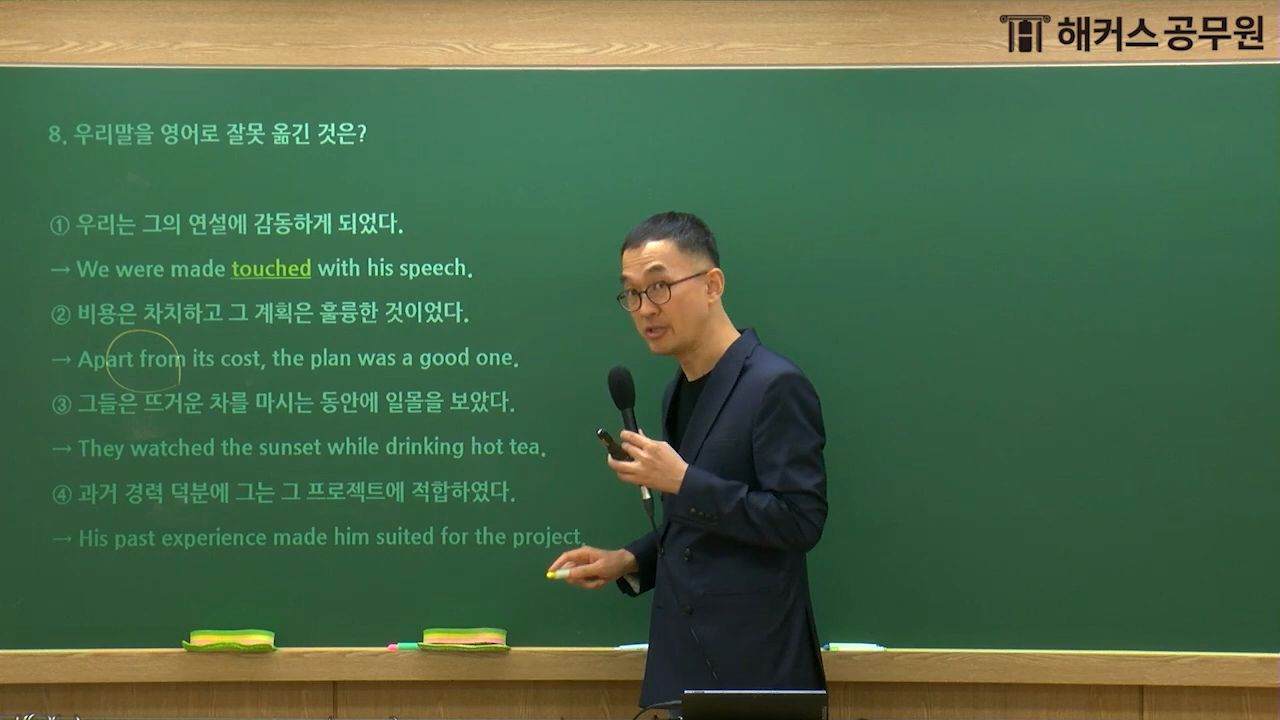 해커스공무원
8. 우리말을 영어로 잘못 옮긴 것은?
① 우리는 그의 연설에 감동하게 되었다.
→ We were made touched with his speech.
② 비용은 차치하고 그 계획은 훌륭한 것이었다.
→ Apart from its cost, the plan was a good one.
③ 그들은 뜨거운 차를 마시는 동안에 일몰을 보았다.
→ They watched the sunset while drinking hot tea.
④ 과거 경력 덕분에 그는 그 프로젝트에 적합하였다.
→ His past experience made him suited for the project.